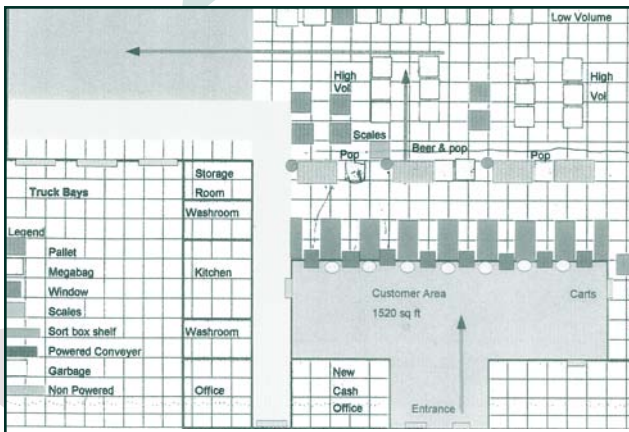 Low Volume
High
Vol
High
Vol
Scales
Pop
Beer & pop
Pop
Storage
Room
Truck Bays
Washroom
Legend
Pallet
Megabag
Kitchen
Window
Customer Area
Carts
Scales
1520 sq ft
Sort box shelf
Washroom
Powered Conveyer
Garbage
New
Non Powered
Office
Cash
Office
Entrance